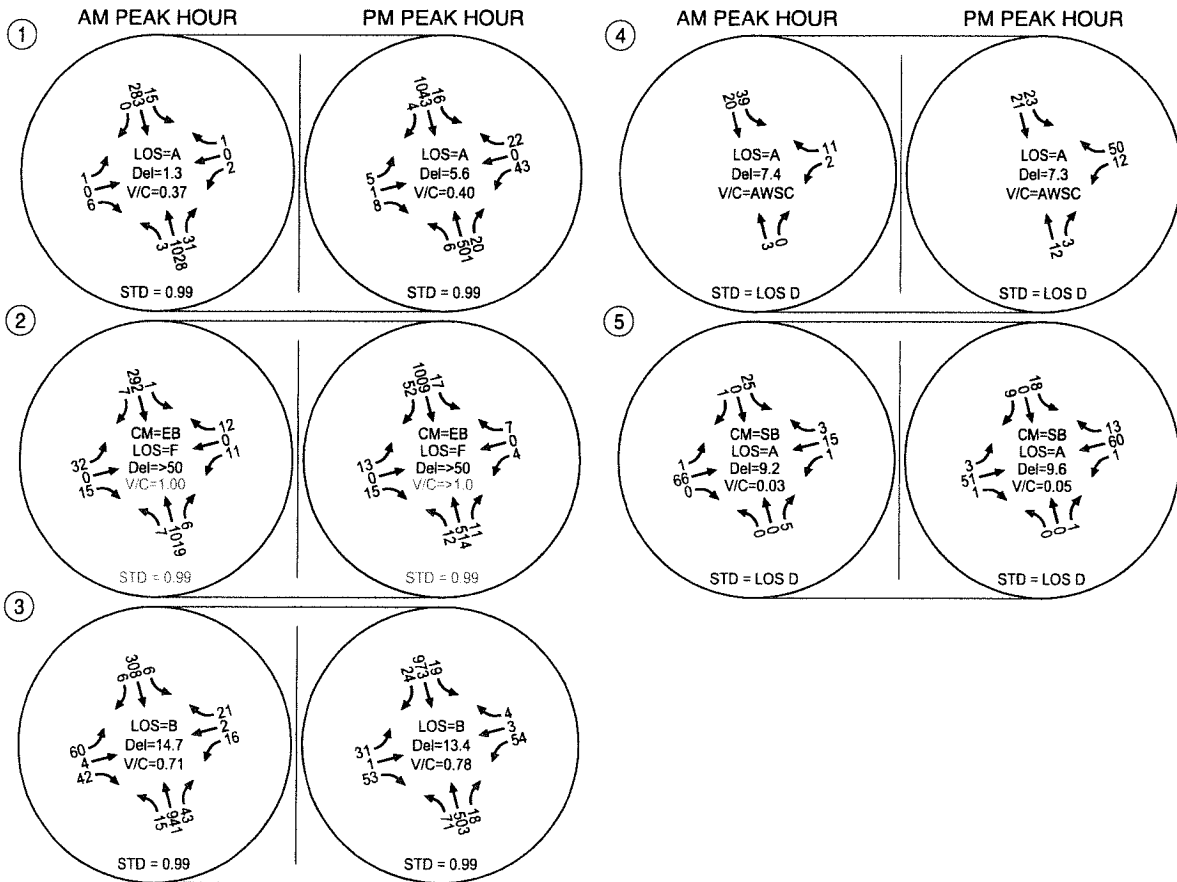 AM PEAK HOUR
PM PEAK HOUR
AM PEAK HOUR
PM PEAK HOUR
1
0
283
15
1
0
2
1
0
6
3
1028
31
LOS=A
Del=1.3
V/C=0.37
STD = 0.99
4
1043
16
22
0
43
5
1
8
6
501
20
LOS=A
Del=5.6
V/C=0.40
STD = 0.99
2
7
292
1
12
0
11
32
0
15
7
1019
6
CM=EB
LOS=F
Del=>50
V/C=1.00
STD = 0.99
52
1009
17
7
0
4
13
0
15
12
514
11
CM=EB
LOS=F
Del=>50
V/C=>1.0
STD = 0.99
3
6
308
6
21
2
16
60
4
42
15
941
43
LOS=B
Del=14.7
V/C=0.71
STD = 0.99
24
973
19
4
3
54
31
1
53
71
503
18
LOS=B
Del=13.4
V/C=0.78
STD = 0.99
4
20
39
11
2
3
0
LOS=A
Del=7.4
V/C=AWSC
STD = LOS D
21
23
50
12
12
3
LOS=A
Del=7.3
V/C=AWSC
STD = LOS D
5
1
0
25
3
15
1
1
66
0
0
0
5
CM=SB
LOS=A
Del=9.2
V/C=0.03
STD = LOS D
0
18
13
60
1
3
51
1
0
0
1
CM=SB
LOS=A
Del=9.6
V/C=0.05
STD = LOS D